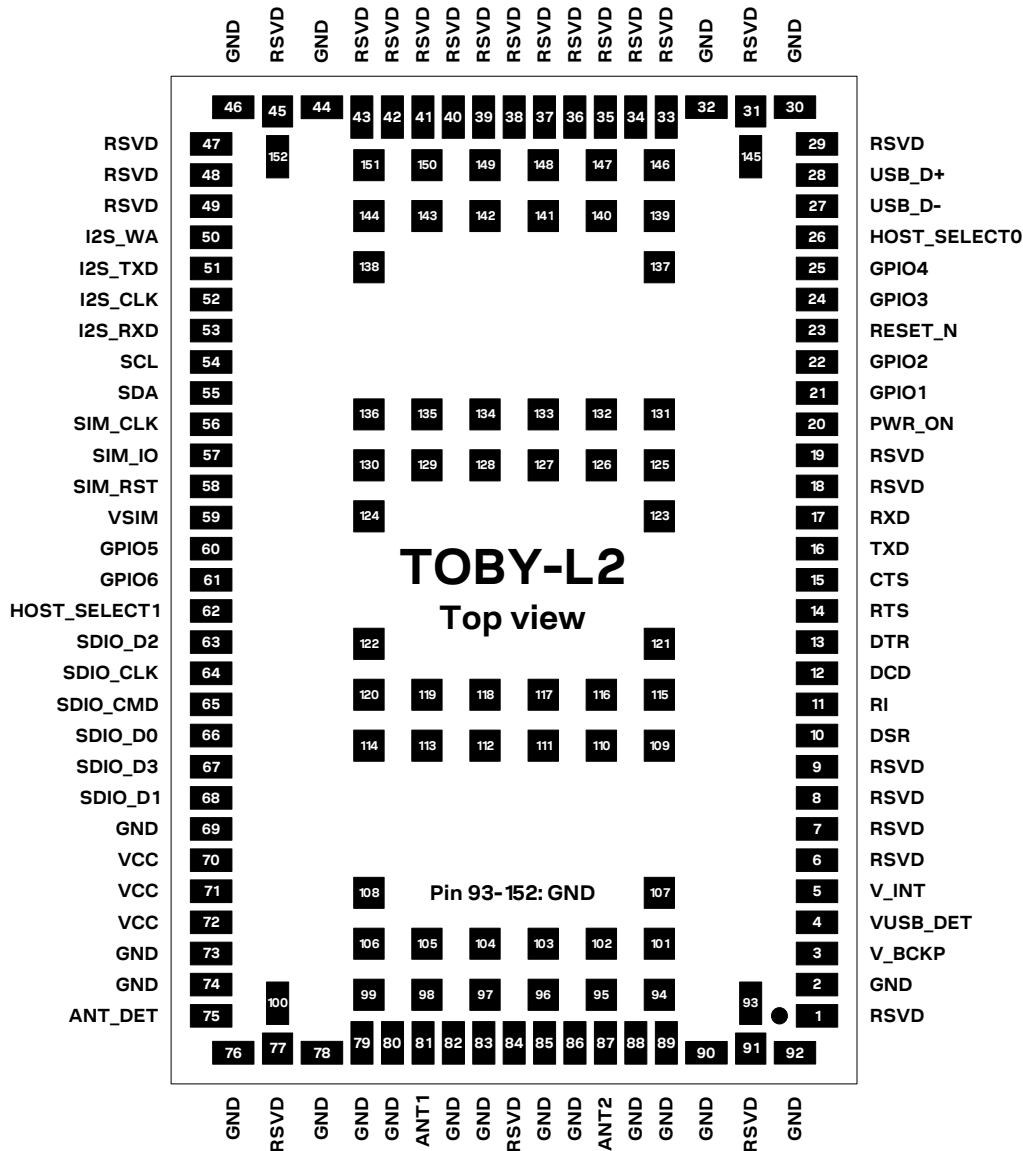 GND RSVD GND RSVD RSVD RSVD RSVD RSVD RSVD RSVD RSVD RSVD RSVD RSVD GND RSVD GND
46 45 44 43 42 41 40 39 38 37 36 35 34 33 32 31 30
RSVD 47 152 151 150 149 148 147 146 145 29 RSVD
RSVD 48 28 USB_D+
RSVD 49 144 143 142 141 140 139 27 USB_D-
I2S_WA 50 26 HOST_SELECT0
I2S_TXD 51 138 137 25 GPIO4
I2S_CLK 52 24 GPIO3
I2S_RXD 53 23 RESET_N
SCL 54 22 GPIO2
SDA 55 21 GPIO1
SIM_CLK 56 136 135 134 133 132 131 20 PWR_ON
SIM_IO 57 130 129 128 127 126 125 19 RSVD
SIM_RST 58 18 RSVD
VSIM 59 124 123 17 RXD
GPIO5 60 16 TXD
TOBY-L2
GPIO6 61 15 CTS
HOST_SELECT1 62 14 RTS
Top view
SDIO_D2 63 122 121 13 DTR
SDIO_CLK 64 12 DCD
SDIO_CMD 65 120 119 118 117 116 115 11 RI
SDIO_D0 66 114 113 112 111 110 109 10 DSR
SDIO_D3 67 9 RSVD
SDIO_D1 68 8 RSVD
GND 69 7 RSVD
VCC 70 6 RSVD
VCC 71 108 Pin 93-152: GND 107 5 V_INT
VCC 72 4 VUSB_DET
GND 73 106 105 104 103 102 101 3 V_BCKP
GND 74 2 GND
ANT_DET 75 100 99 98 97 96 95 94 93 1 RSVD
76 77 78 79 80 81 82 83 84 85 86 87 88 89 90 91 92
GND RSVD GND GND GND ANT1 GND GND RSVD GND GND ANT2 GND GND GND RSVD GND